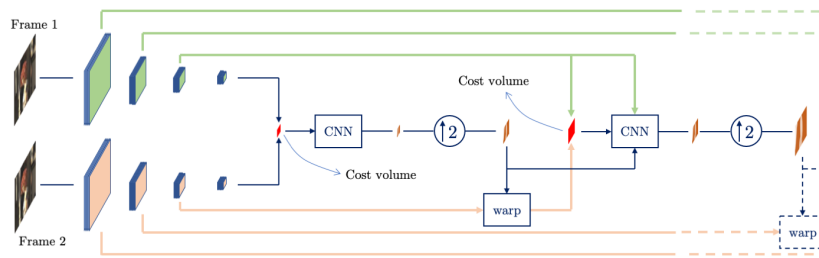 Frame 1
Cost volume
CNN
↑2
CNN
↑2
Cost volume
warp
warp
Frame 2